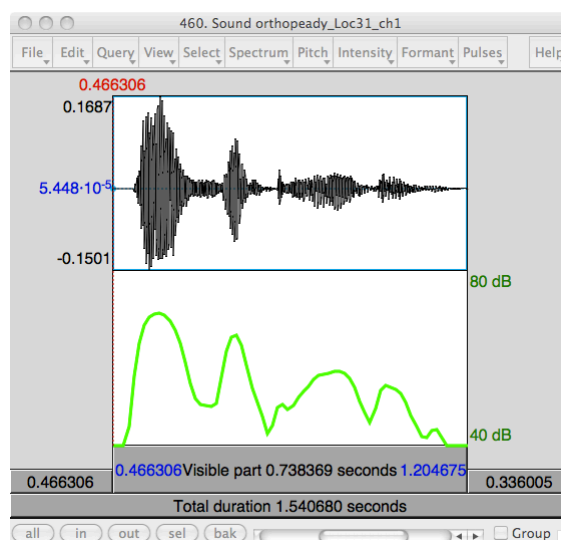 460. Sound orthopeady_Loc31_ch1
File Edit Query View Select Spectrum Pitch Intensity Formant Pulses Help
0.466306
0.1687
5.448·10⁻⁵
-0.1501
80 dB
40 dB
0.466306 0.466306 Visible part 0.738369 seconds 1.204675 0.336005
Total duration 1.540680 seconds
all in out sel bak Group